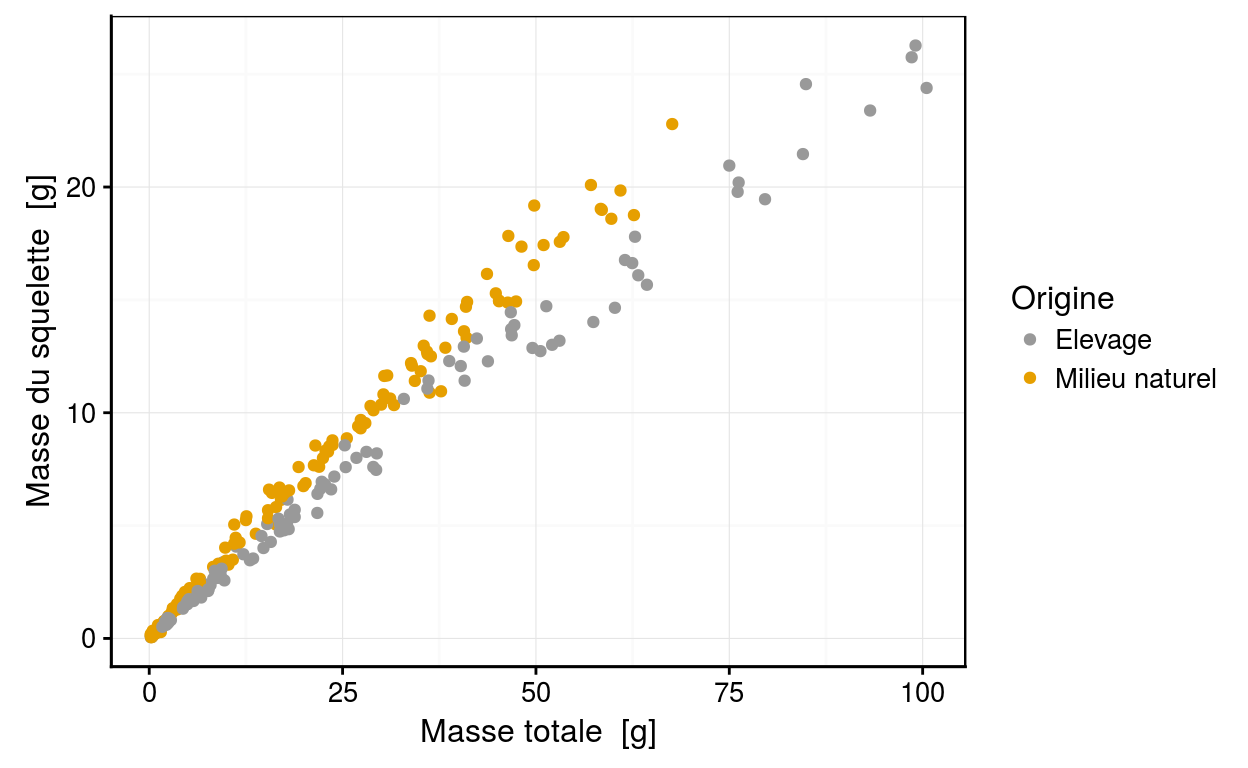 20
10
0
0 25 50 75 100
Masse totale [g]
Masse du squelette [g]
Origine
Elevage
Milieu naturel